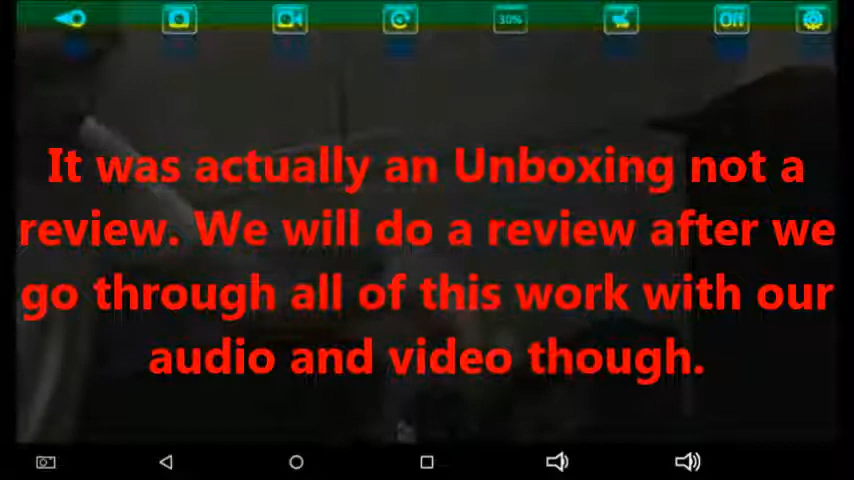 30%
Off
It was actually an Unboxing not a
review. We will do a review after we
go through all of this work with our
audio and video though.